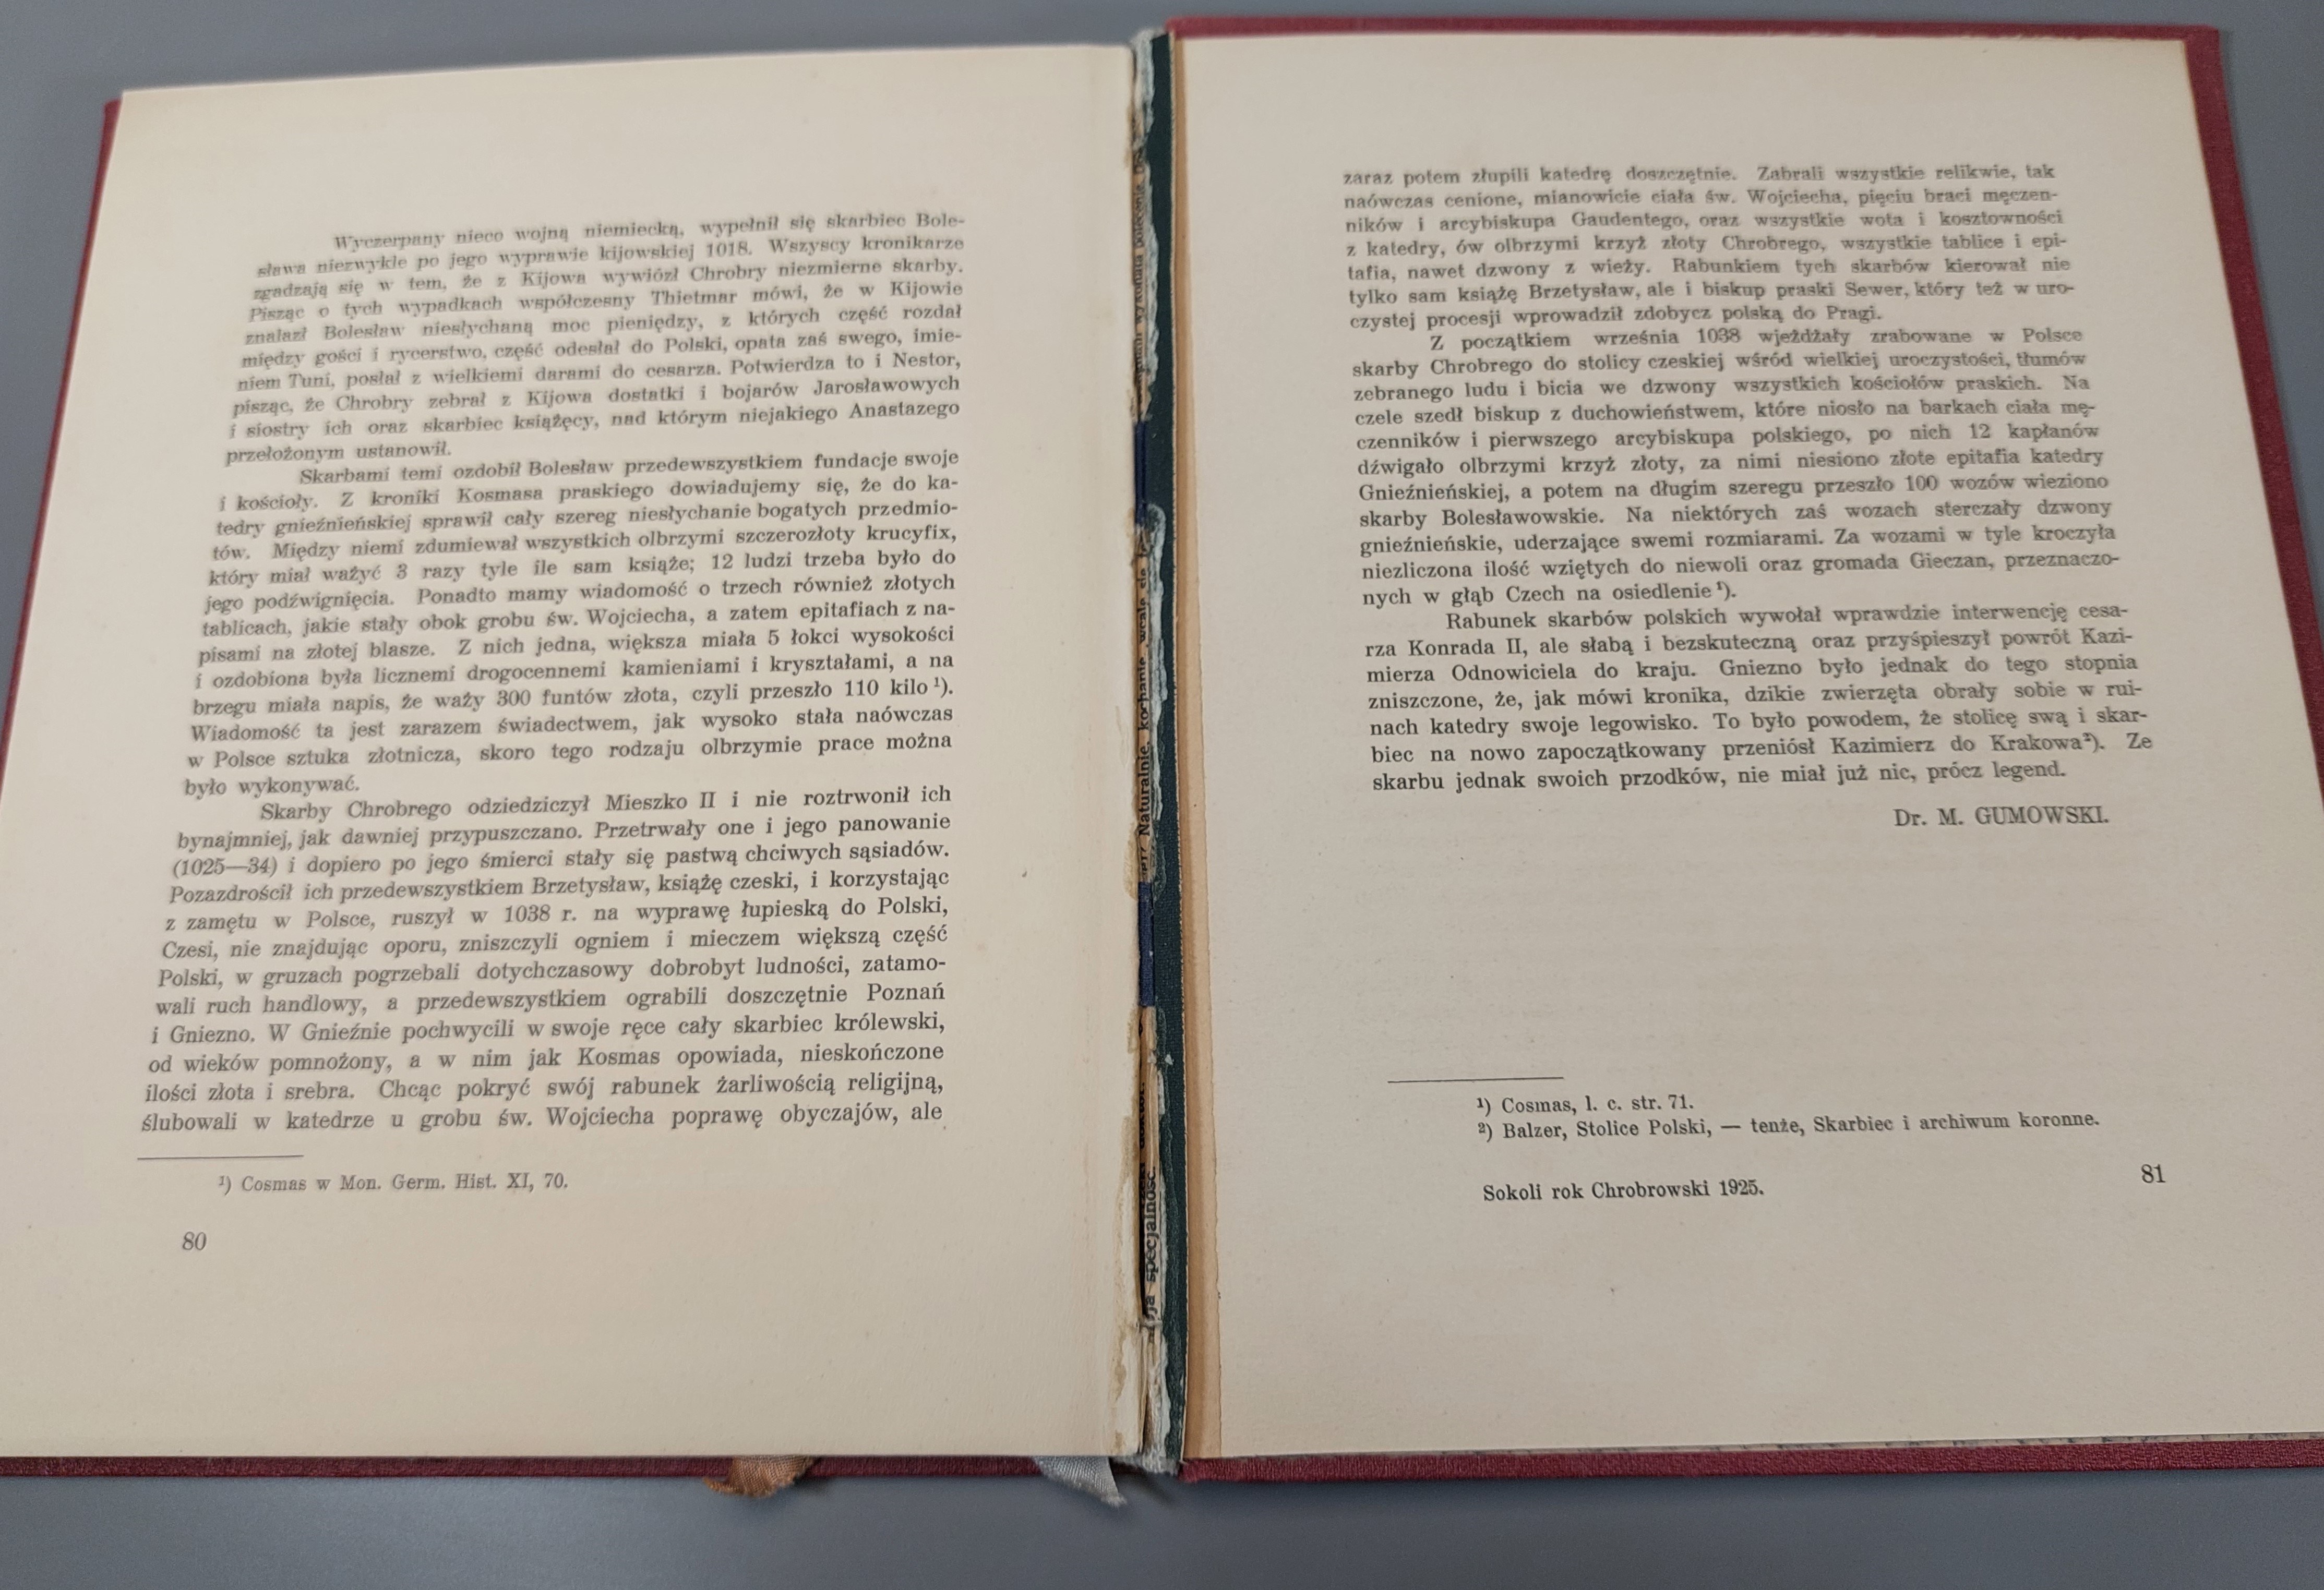 Wyczerpany nieco wojną niemiecką, wypełnił się skarbiec Bole-
sława niezwykle po jego wyprawie kijowskiej 1018. Wszyscy kronikarze
zgadzają się w tem, że z Kijowa wywiózł Chrobry niezmierne skarby.
Pisząc o tych wypadkach współczesny Thietmar mówi, że w Kijowie
znalazł Bolesław niesłychaną moc pieniędzy, z których część rozdał
między gości i rycerstwo, część odesłał do Polski, opata zaś swego, imie-
niem Tuni, posłał z wielkiemi darami do cesarza. Potwierdza to i Nestor,
pisząc, że Chrobry zebrał z Kijowa dostatki i bojarów Jarosławowych
i siostry ich oraz skarbiec książęcy, nad którym niejakiego Anastazego
przełożonym ustanowił.
Skarbami temi ozdobił Bolesław przedewszystkiem fundacje swoje
i kościoły. Z kroniki Kosmasa praskiego dowiadujemy się, że do ka-
tedry gnieźnieńskiej sprawił cały szereg niesłychanie bogatych przedmio-
tów. Między niemi zdumiewał wszystkich olbrzymi szczerozłoty krucyfix,
który miał ważyć 3 razy tyle ile sam książe; 12 ludzi trzeba było do
jego podźwignięcia. Ponadto mamy wiadomość o trzech również złotych
tablicach, jakie stały obok grobu św. Wojciecha, a zatem epitafiach z na-
pisami na złotej blasze. Z nich jedna, większa miała 5 łokci wysokości
i ozdobiona była licznemi drogocennemi kamieniami i kryształami, a na
brzegu miała napis, że waży 300 funtów złota, czyli przeszło 110 kilo ¹).
Wiadomość ta jest zarazem świadectwem, jak wysoko stała naówczas
w Polsce sztuka złotnicza, skoro tego rodzaju olbrzymie prace można
było wykonywać.
Skarby Chrobrego odziedziczył Mieszko II i nie roztrwonił ich
bynajmniej, jak dawniej przypuszczano. Przetrwały one i jego panowanie
(1025—34) i dopiero po jego śmierci stały się pastwą chciwych sąsiadów.
Pozazdrościł ich przedewszystkiem Brzetysław, książę czeski, i korzystając
z zamętu w Polsce, ruszył w 1038 r. na wyprawę łupieską do Polski,
Czesi, nie znajdując oporu, zniszczyli ogniem i mieczem większą część
Polski, w gruzach pogrzebali dotychczasowy dobrobyt ludności, zatamo-
wali ruch handlowy, a przedewszystkiem ograbili doszczętnie Poznań
i Gniezno. W Gnieźnie pochwycili w swoje ręce cały skarbiec królewski,
od wieków pomnożony, a w nim jak Kosmas opowiada, nieskończone
ilości złota i srebra. Chcąc pokryć swój rabunek żarliwością religijną,
ślubowali w katedrze u grobu św. Wojciecha poprawę obyczajów, ale
¹) Cosmas w Mon. Germ. Hist. XI, 70.
80
Naturalnie, kochanie, wcale
specjalność.
zaraz potem złupili katedrę doszczętnie. Zabrali wszystkie relikwie, tak
naówczas cenione, mianowicie ciała św. Wojciecha, pięciu braci męczen-
ników i arcybiskupa Gaudentego, oraz wszystkie wota i kosztowności
z katedry, ów olbrzymi krzyż złoty Chrobrego, wszystkie tablice i epi-
tafia, nawet dzwony z wieży. Rabunkiem tych skarbów kierował nie
tylko sam książę Brzetysław, ale i biskup praski Sewer, który też w uro-
czystej procesji wprowadził zdobycz polską do Pragi.
Z początkiem września 1038 wjeżdżały zrabowane w Polsce
skarby Chrobrego do stolicy czeskiej wśród wielkiej uroczystości, tłumów
zebranego ludu i bicia we dzwony wszystkich kościołów praskich. Na
czele szedł biskup z duchowieństwem, które niosło na barkach ciała mę-
czenników i pierwszego arcybiskupa polskiego, po nich 12 kapłanów
dźwigało olbrzymi krzyż złoty, za nimi niesiono złote epitafia katedry
Gnieźnieńskiej, a potem na długim szeregu przeszło 100 wozów wieziono
skarby Bolesławowskie. Na niektórych zaś wozach sterczały dzwony
gnieźnieńskie, uderzające swemi rozmiarami. Za wozami w tyle kroczyła
niezliczona ilość wziętych do niewoli oraz gromada Gieczan, przeznaczo-
nych w głąb Czech na osiedlenie ¹).
Rabunek skarbów polskich wywołał wprawdzie interwencję cesa-
rza Konrada II, ale słabą i bezskuteczną oraz przyśpieszył powrót Kazi-
mierza Odnowiciela do kraju. Gniezno było jednak do tego stopnia
zniszczone, że, jak mówi kronika, dzikie zwierzęta obrały sobie w rui-
nach katedry swoje legowisko. To było powodem, że stolicę swą i skar-
biec na nowo zapoczątkowany przeniósł Kazimierz do Krakowa²). Ze
skarbu jednak swoich przodków, nie miał już nic, prócz legend.
Dr. M. GUMOWSKI.
¹) Cosmas, l. c. str. 71.
²) Balzer, Stolice Polski, — tenże, Skarbiec i archiwum koronne.
Sokoli rok Chrobrowski 1925.
81